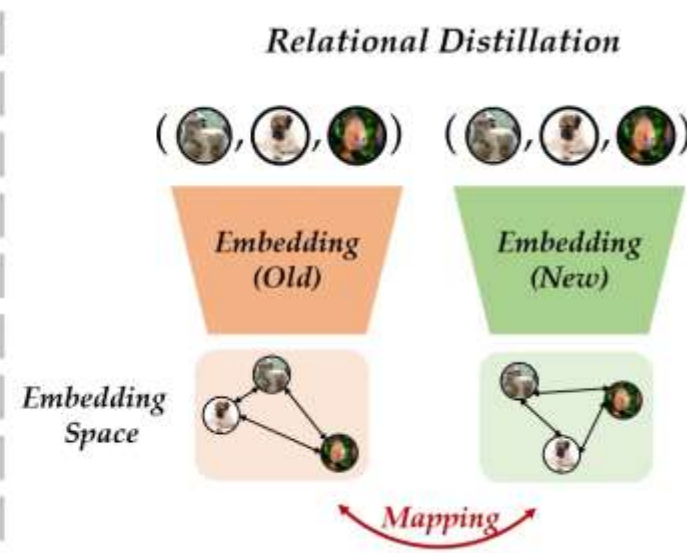 Relational Distillation
( , , ) ( , , )
Embedding
(Old)
Embedding
(New)
Embedding
Space
Mapping